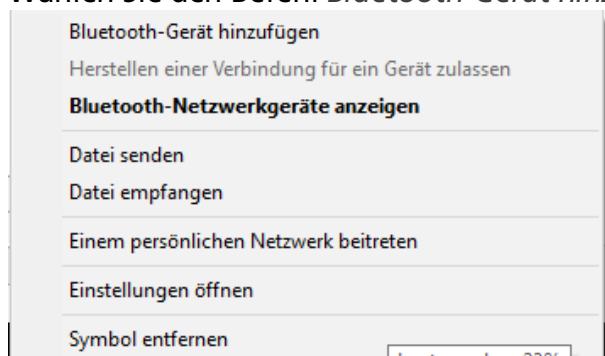 Bluetooth-Gerät hinzufügen
Herstellen einer Verbindung für ein Gerät zulassen
Bluetooth-Netzwerkgeräte anzeigen
Datei senden
Datei empfangen
Einem persönlichen Netzwerk beitreten
Einstellungen öffnen
Symbol entfernen